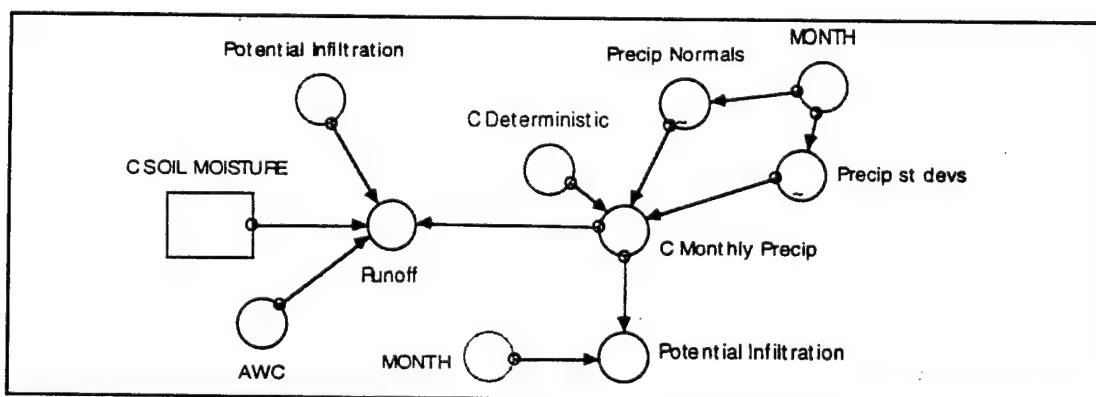 MONTH
Potential Infiltration
Precip Normals
C Deterministic
C SOIL MOISTURE
Precip st devs
C Monthly Precip
Runoff
Potential Infiltration
MONTH
AWC